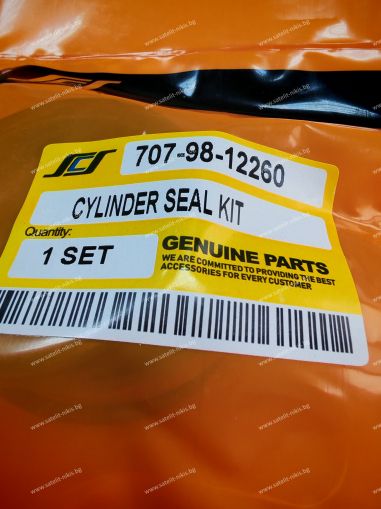 SCS
707-98-12260
CYLINDER SEAL KIT
Quantity:
1 SET
GENUINE PARTS
WE ARE COMMITTED TO PROVIDING THE BEST
ACCESSORIES FOR EVERY CUSTOMER
www.satelit-nikis.bg